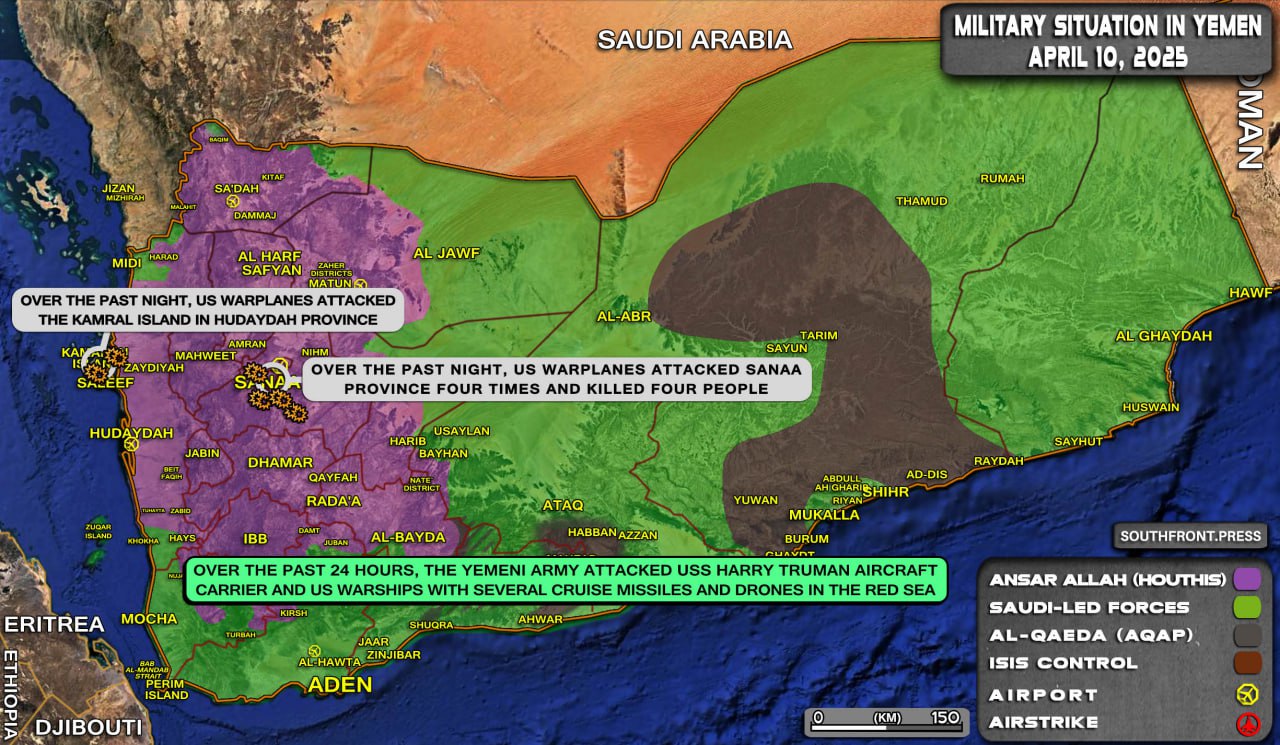 MILITARY SITUATION IN YEMEN
APRIL 10, 2025
SAUDI ARABIA
OMAN
BAQIM
KITAF
SA'DAH
JIZAN
MIZHIRAH
MALAHIT
DAMMAJ
RUMAH
THAMUD
HARAD
MIDI
AL HARF
SAFYAN
ZAHER
DISTRICTS
MATUN
AL JAWF
HAWF
OVER THE PAST NIGHT, US WARPLANES ATTACKED
THE KAMRAL ISLAND IN HUDAYDAH PROVINCE
AL-ABR
TARIM
SAYUN
AL GHAYDAH
AMRAN
MAHWEET
NIHM
ZAYDIYAH
SALEEF
OVER THE PAST NIGHT, US WARPLANES ATTACKED SANAA
PROVINCE FOUR TIMES AND KILLED FOUR PEOPLE
HUSWAIN
HUDAYDAH
USAYLAN
HARIB
BAYHAN
SAYHUT
JABIN
DHAMAR
RAYDAH
BEIT
FAQIH
QAYFAH
NATE
DISTRICT
AD-DIS
ABDULL
AH GHARIB
RIYAN
SHIHR
YUWAN
RADA'A
MUKALLA
TUHAYTA
ZABID
ATAQ
ZUQAR
ISLAND
KHOKHA
HAYS
IBB
DAMT
JUBAN
AL-BAYDA
HABBAN
AZZAN
BURUM
SOUTHFRONT.PRESS
OVER THE PAST 24 HOURS, THE YEMENI ARMY ATTACKED USS HARRY TRUMAN AIRCRAFT
CARRIER AND US WARSHIPS WITH SEVERAL CRUISE MISSILES AND DRONES IN THE RED SEA
ANSAR ALLAH (HOUTHIS)
SAUDI-LED FORCES
AL-QAEDA (AQAP)
ISIS CONTROL
AIRPORT
AIRSTRIKE
ERITREA
MOCHA
KIRSH
TURBAH
SHUQRA
AHWAR
JAAR
ZINJIBAR
AL-HAWTA
ETHIOPIA
BAB
AL-MANDAB
STRAIT
PERIM
ISLAND
ADEN
DJIBOUTI
0 (KM) 150